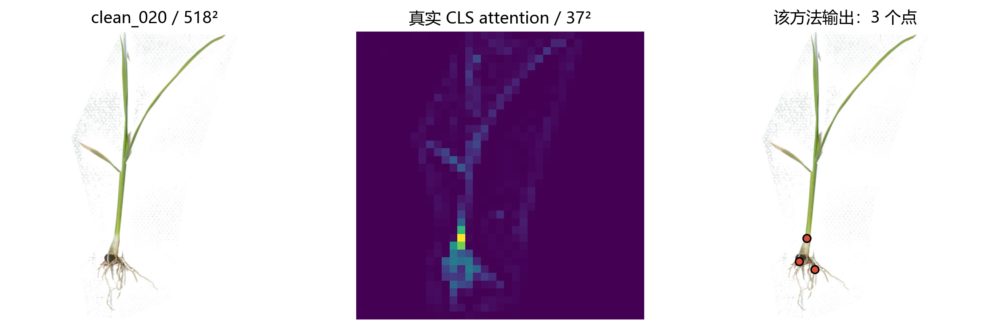 clean_020 / 518²
真实 CLS attention / 37²
该方法输出：3 个点